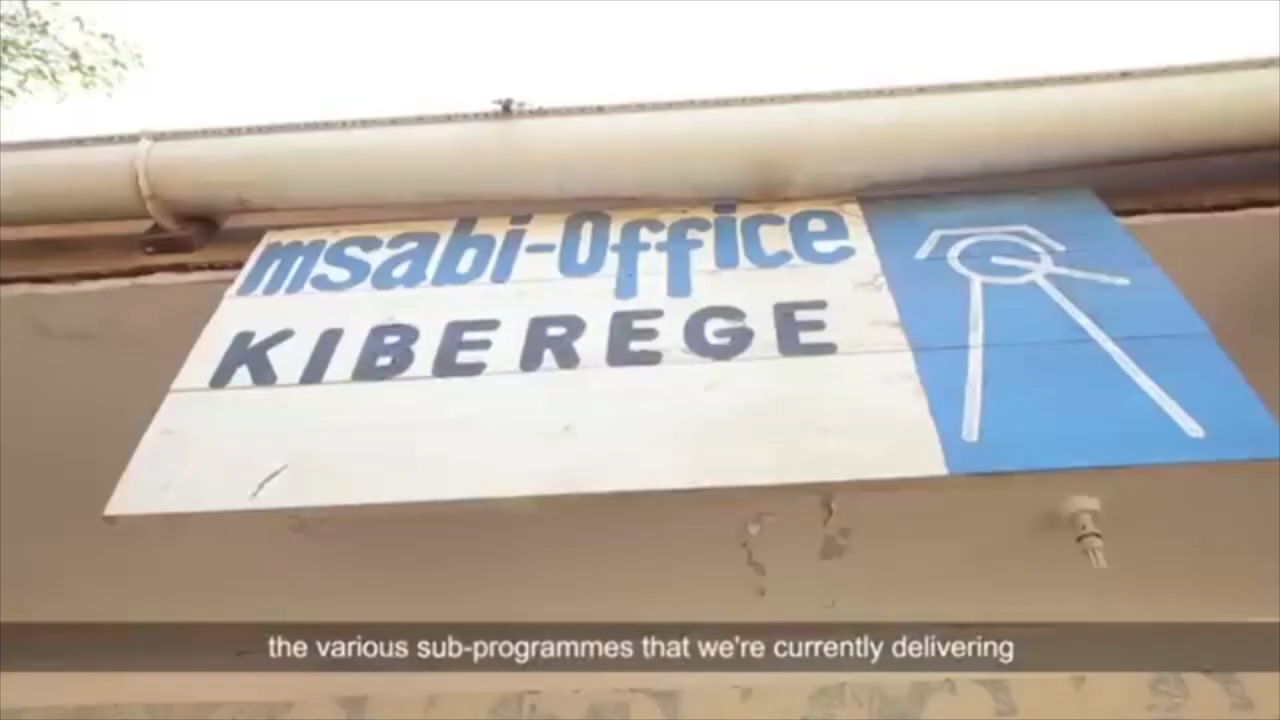 msabi-Office
KIBEREGE
the various sub-programmes that we're currently delivering